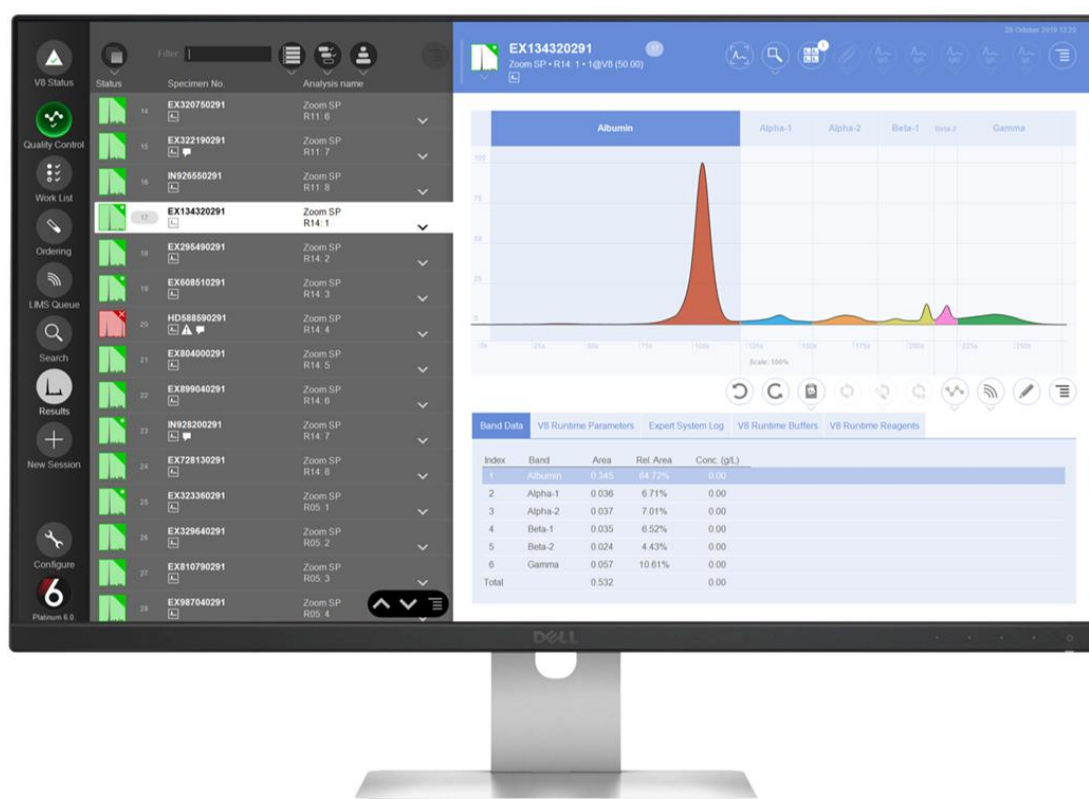 28 October 2019 13:20
V8 Status
Quality Control
Work List
Ordering
LIMS Queue
Search
Results
New Session
Configure
6
Platinum 6.0
Filter
Status Specimen No. Analysis name
14 EX320750291 Zoom SP
R11: 6
15 EX322190291 Zoom SP
R11: 7
16 IN926550291 Zoom SP
R11: 8
17 EX134320291 Zoom SP
R14: 1
18 EX295490291 Zoom SP
R14: 2
19 EX608510291 Zoom SP
R14: 3
20 HD588590291 Zoom SP
R14: 4
21 EX804000291 Zoom SP
R14: 5
22 EX899040291 Zoom SP
R14: 6
23 IN928200291 Zoom SP
R14: 7
24 EX728130291 Zoom SP
R14: 8
25 EX323360291 Zoom SP
R05: 1
26 EX329640291 Zoom SP
R05: 2
27 EX810790291 Zoom SP
R05: 3
28 EX987040291 Zoom SP
R05: 4
EX134320291 17
Zoom SP • R14: 1 • 1@V8 (50.00)
1
Albumin Alpha-1 Alpha-2 Beta-1 Beta-2 Gamma
100
75
50
25
0
Scale: 100%
Band Data V8 Runtime Parameters Expert System Log V8 Runtime Buffers V8 Runtime Reagents
Index Band Area Rel. Area Conc. (g/L)
1 Albumin 0.345 64.72% 0.00
2 Alpha-1 0.036 6.71% 0.00
3 Alpha-2 0.037 7.01% 0.00
4 Beta-1 0.035 6.52% 0.00
5 Beta-2 0.024 4.43% 0.00
6 Gamma 0.057 10.61% 0.00
Total 0.532 0.00
DELL